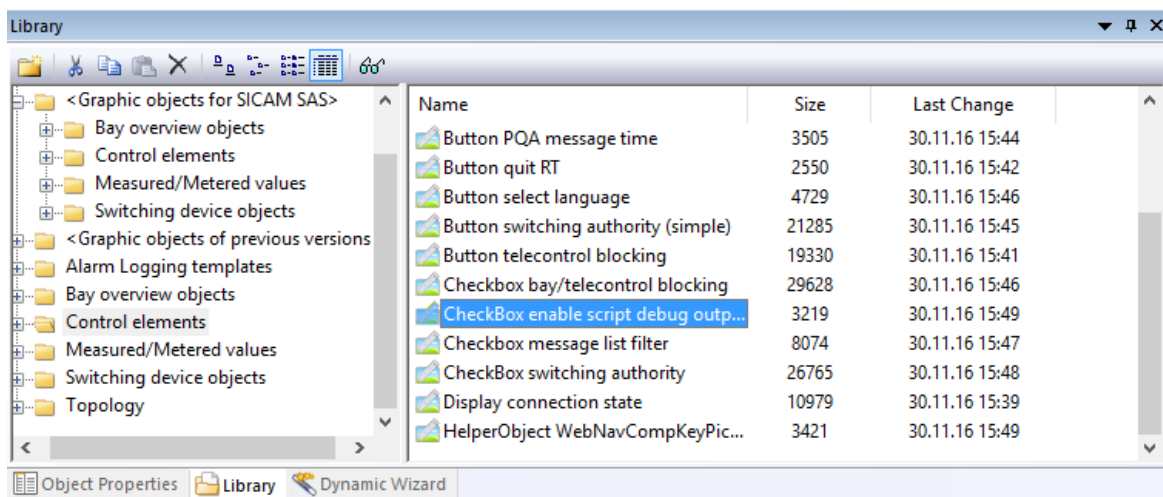 Library
<Graphic objects for SICAM SAS>
Bay overview objects
Control elements
Measured/Metered values
Switching device objects
<Graphic objects of previous versions
Alarm Logging templates
Bay overview objects
Control elements
Measured/Metered values
Switching device objects
Topology
Name Size Last Change
Button PQA message time 3505 30.11.16 15:44
Button quit RT 2550 30.11.16 15:42
Button select language 4729 30.11.16 15:46
Button switching authority (simple) 21285 30.11.16 15:45
Button telecontrol blocking 19330 30.11.16 15:41
Checkbox bay/telecontrol blocking 29628 30.11.16 15:46
CheckBox enable script debug outp... 3219 30.11.16 15:49
Checkbox message list filter 8074 30.11.16 15:47
CheckBox switching authority 26765 30.11.16 15:48
Display connection state 10979 30.11.16 15:39
HelperObject WebNavCompKeyPic... 3421 30.11.16 15:49
Object Properties Library Dynamic Wizard